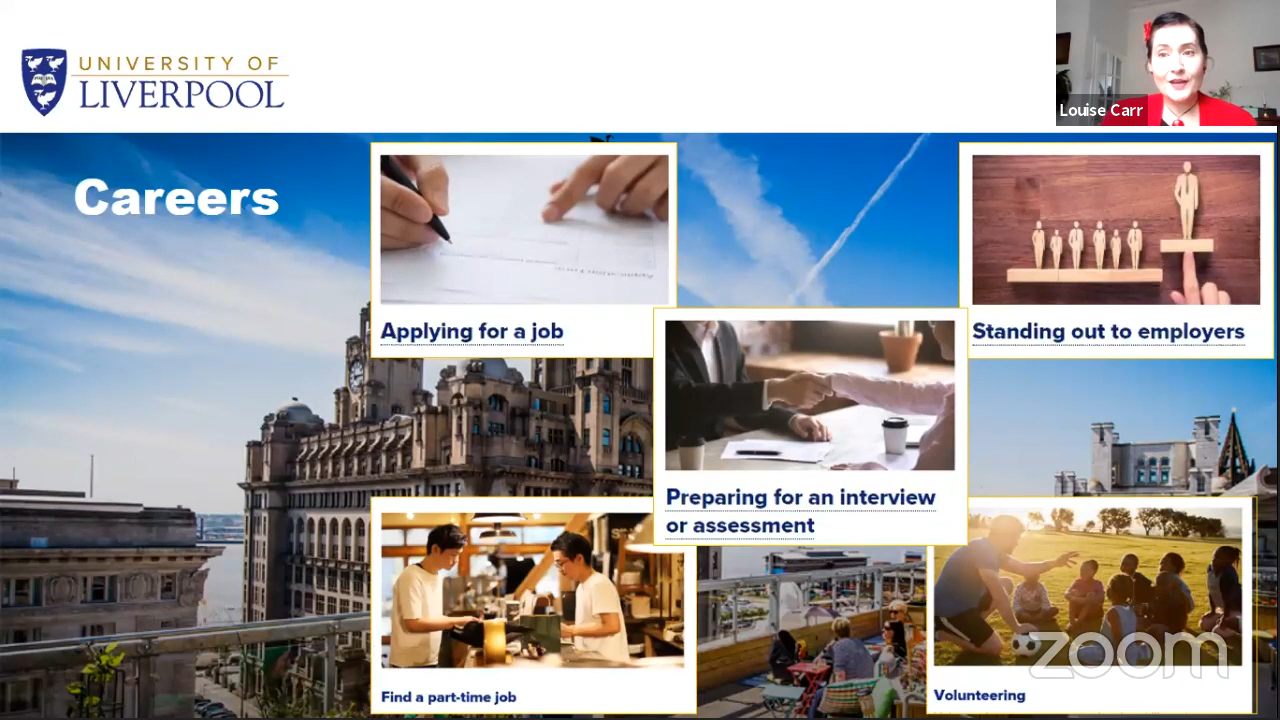 UNIVERSITY OF
LIVERPOOL
Louise Carr
Careers
Applying for a job
Standing out to employers
Preparing for an interview
or assessment
Find a part-time job
Volunteering
zoom